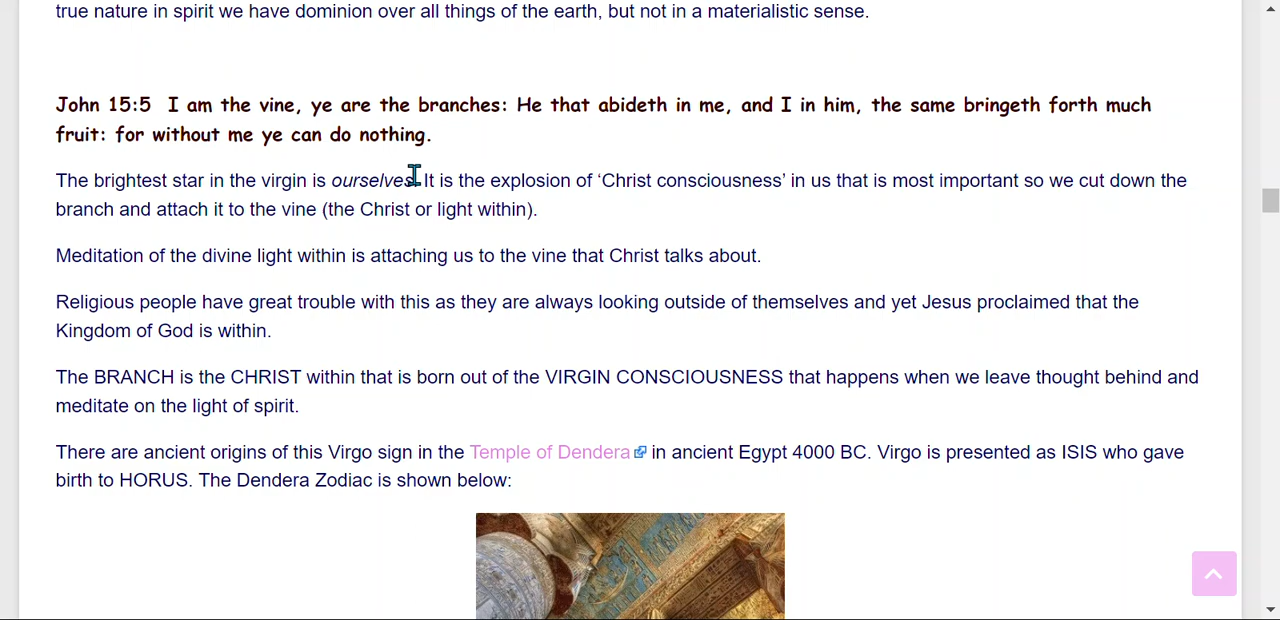 true nature in spirit we have dominion over all things of the earth, but not in a materialistic sense.
John 15:5  I am the vine, ye are the branches: He that abideth in me, and I in him, the same bringeth forth much
fruit: for without me ye can do nothing.
The brightest star in the virgin is ourselves. It is the explosion of ‘Christ consciousness’ in us that is most important so we cut down the
branch and attach it to the vine (the Christ or light within).
Meditation of the divine light within is attaching us to the vine that Christ talks about.
Religious people have great trouble with this as they are always looking outside of themselves and yet Jesus proclaimed that the
Kingdom of God is within.
The BRANCH is the CHRIST within that is born out of the VIRGIN CONSCIOUSNESS that happens when we leave thought behind and
meditate on the light of spirit.
There are ancient origins of this Virgo sign in the Temple of Dendera in ancient Egypt 4000 BC. Virgo is presented as ISIS who gave
birth to HORUS. The Dendera Zodiac is shown below: